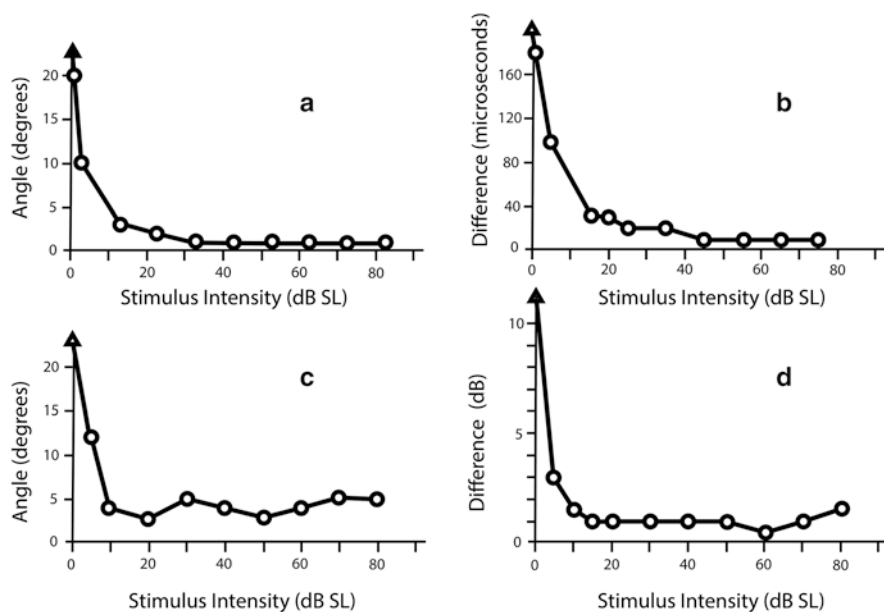 a
Angle (degrees)
20
15
10
5
0
0 20 40 60 80
Stimulus Intensity (dB SL)
b
Difference (microseconds)
160
120
80
40
0
0 20 40 60 80
Stimulus Intensity (dB SL)
c
Angle (degrees)
20
15
10
5
0
0 20 40 60 80
Stimulus Intensity (dB SL)
d
Difference (dB)
10
5
0
0 20 40 60 80
Stimulus Intensity (dB SL)